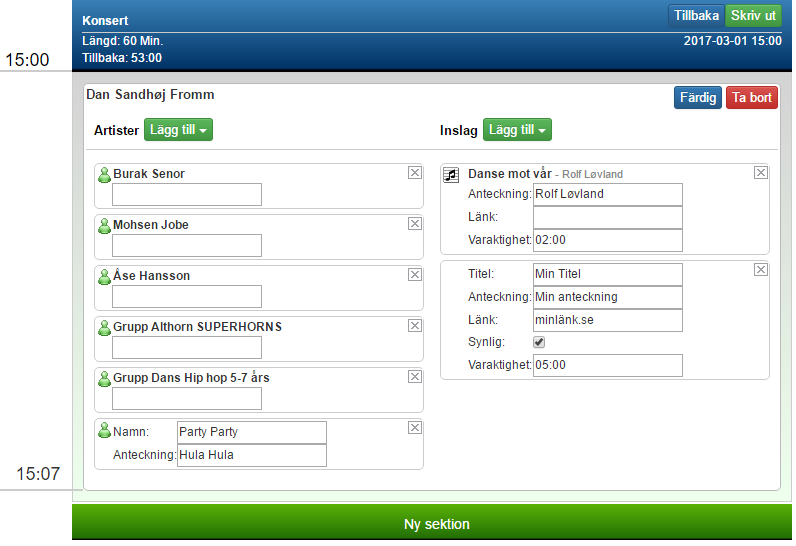 Konsert
Tillbaka
Skriv ut
Längd: 60 Min.
2017-03-01 15:00
Tillbaka: 53:00
15:00
Dan Sandhøj Fromm
Färdig
Ta bort
Artister
Lägg till
Burak Senor
Mohsen Jobe
Åse Hansson
Grupp Althorn SUPERHORNS
Grupp Dans Hip hop 5-7 års
Namn: Party Party
Anteckning: Hula Hula
Inslag
Lägg till
Danse mot vår - Rolf Løvland
Anteckning: Rolf Løvland
Länk:
Varaktighet: 02:00
Titel: Min Titel
Anteckning: Min anteckning
Länk: minlänk.se
Synlig:
Varaktighet: 05:00
15:07
Ny sektion